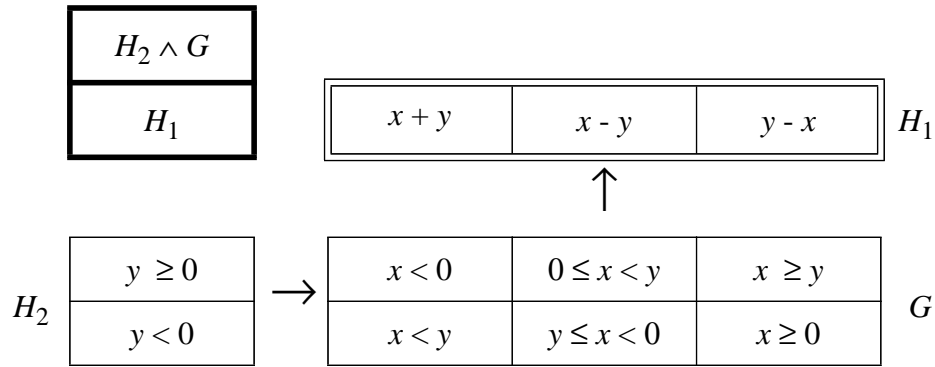 H₂ ∧ G
H₁
x + y
x - y
y - x
H₁
H₂
y ≥ 0
x < 0
0 ≤ x < y
x ≥ y
G
y < 0
x < y
y ≤ x < 0
x ≥ 0